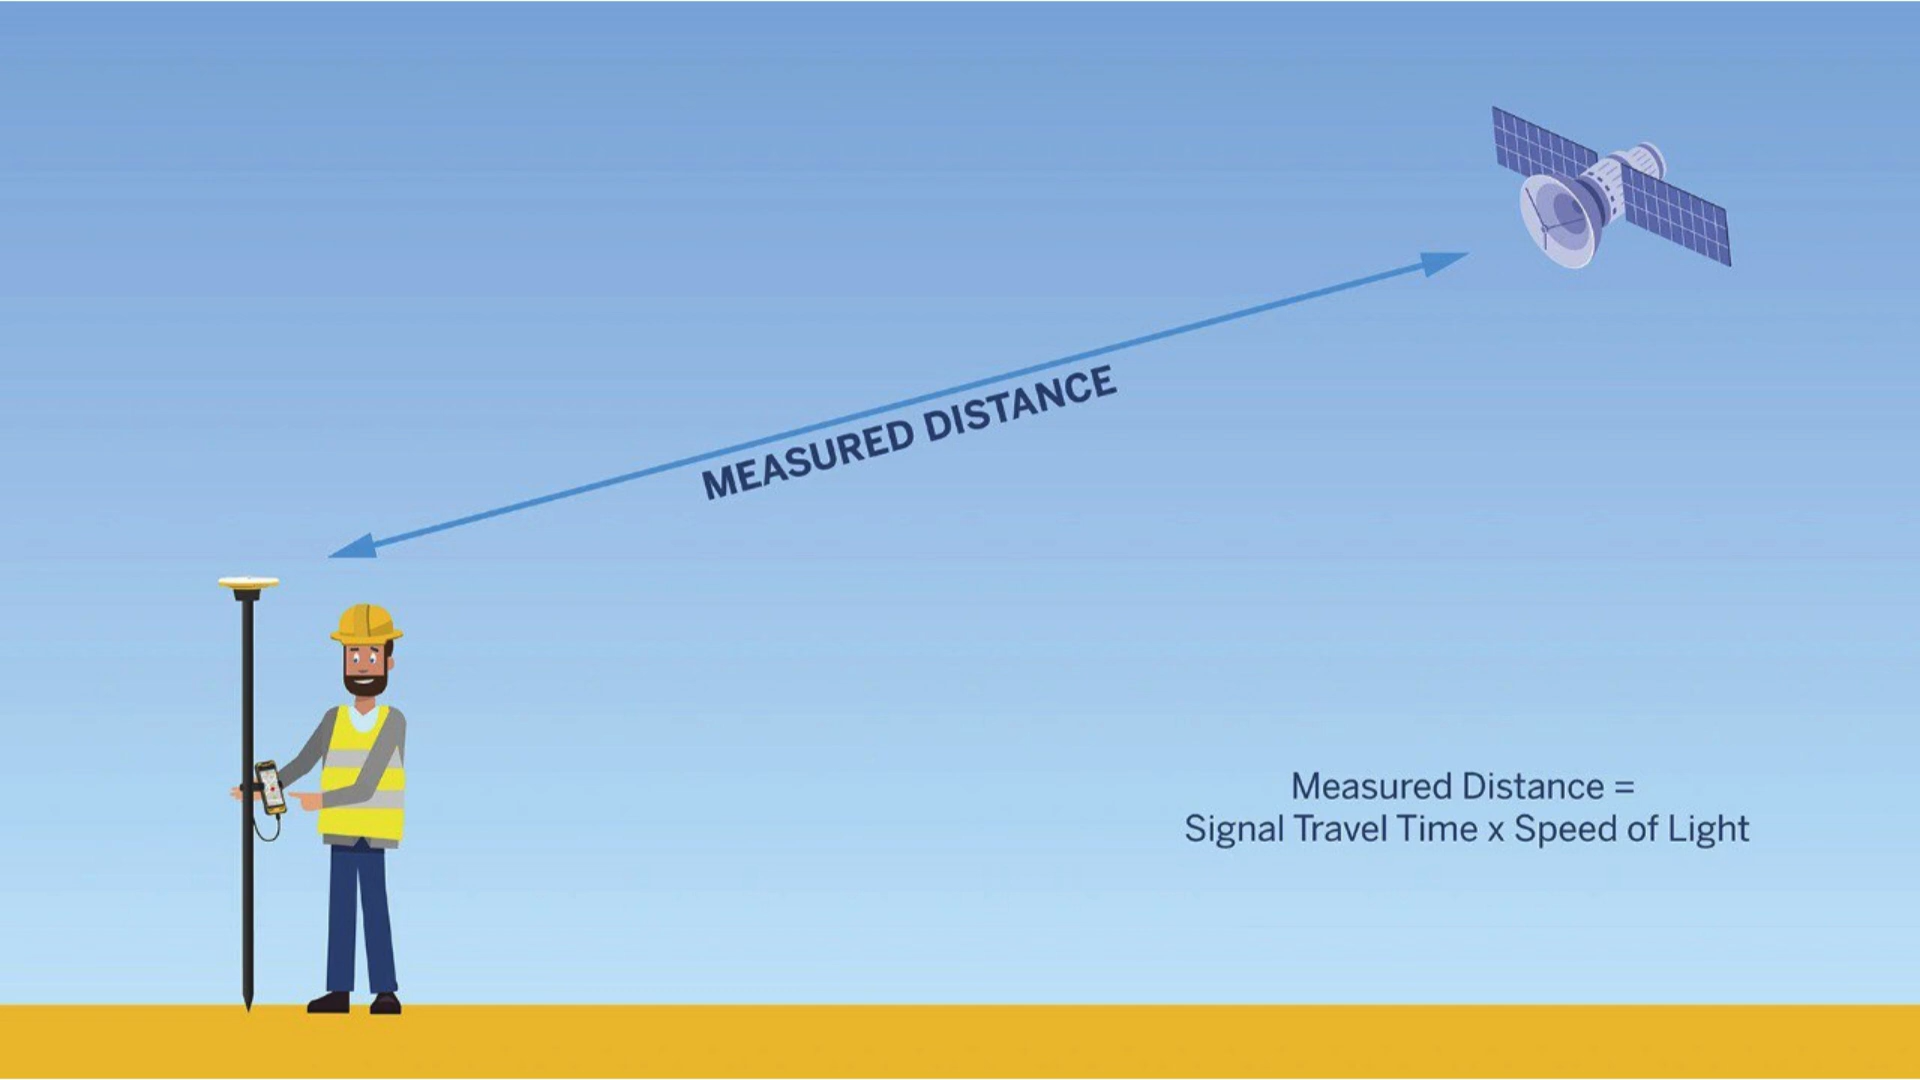 MEASURED DISTANCE
Measured Distance =
Signal Travel Time x Speed of Light